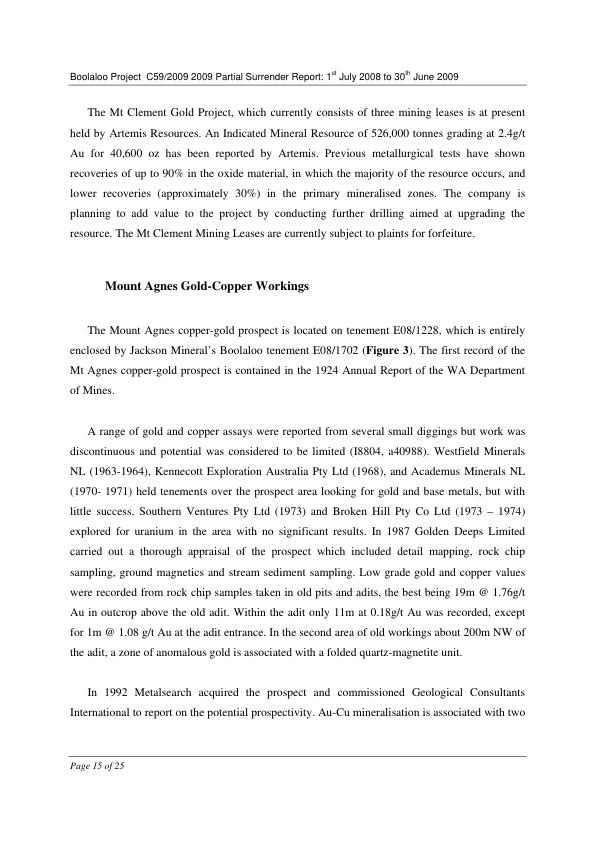 Boolaloo Project  C59/2009 2009 Partial Surrender Report: 1st July 2008 to 30th June 2009
The Mt Clement Gold Project, which currently consists of three mining leases is at present
held by Artemis Resources. An Indicated Mineral Resource of 526,000 tonnes grading at 2.4g/t
Au for 40,600 oz has been reported by Artemis. Previous metallurgical tests have shown
recoveries of up to 90% in the oxide material, in which the majority of the resource occurs, and
lower recoveries (approximately 30%) in the primary mineralised zones. The company is
planning to add value to the project by conducting further drilling aimed at upgrading the
resource. The Mt Clement Mining Leases are currently subject to plaints for forfeiture.
Mount Agnes Gold-Copper Workings
The Mount Agnes copper-gold prospect is located on tenement E08/1228, which is entirely
enclosed by Jackson Mineral's Boolaloo tenement E08/1702 (Figure 3). The first record of the
Mt Agnes copper-gold prospect is contained in the 1924 Annual Report of the WA Department
of Mines.
A range of gold and copper assays were reported from several small diggings but work was
discontinuous and potential was considered to be limited (I8804, a40988). Westfield Minerals
NL (1963-1964), Kennecott Exploration Australia Pty Ltd (1968), and Academus Minerals NL
(1970- 1971) held tenements over the prospect area looking for gold and base metals, but with
little success. Southern Ventures Pty Ltd (1973) and Broken Hill Pty Co Ltd (1973 – 1974)
explored for uranium in the area with no significant results. In 1987 Golden Deeps Limited
carried out a thorough appraisal of the prospect which included detail mapping, rock chip
sampling, ground magnetics and stream sediment sampling. Low grade gold and copper values
were recorded from rock chip samples taken in old pits and adits, the best being 19m @ 1.76g/t
Au in outcrop above the old adit. Within the adit only 11m at 0.18g/t Au was recorded, except
for 1m @ 1.08 g/t Au at the adit entrance. In the second area of old workings about 200m NW of
the adit, a zone of anomalous gold is associated with a folded quartz-magnetite unit.
In 1992 Metalsearch acquired the prospect and commissioned Geological Consultants
International to report on the potential prospectivity. Au-Cu mineralisation is associated with two
Page 15 of 25